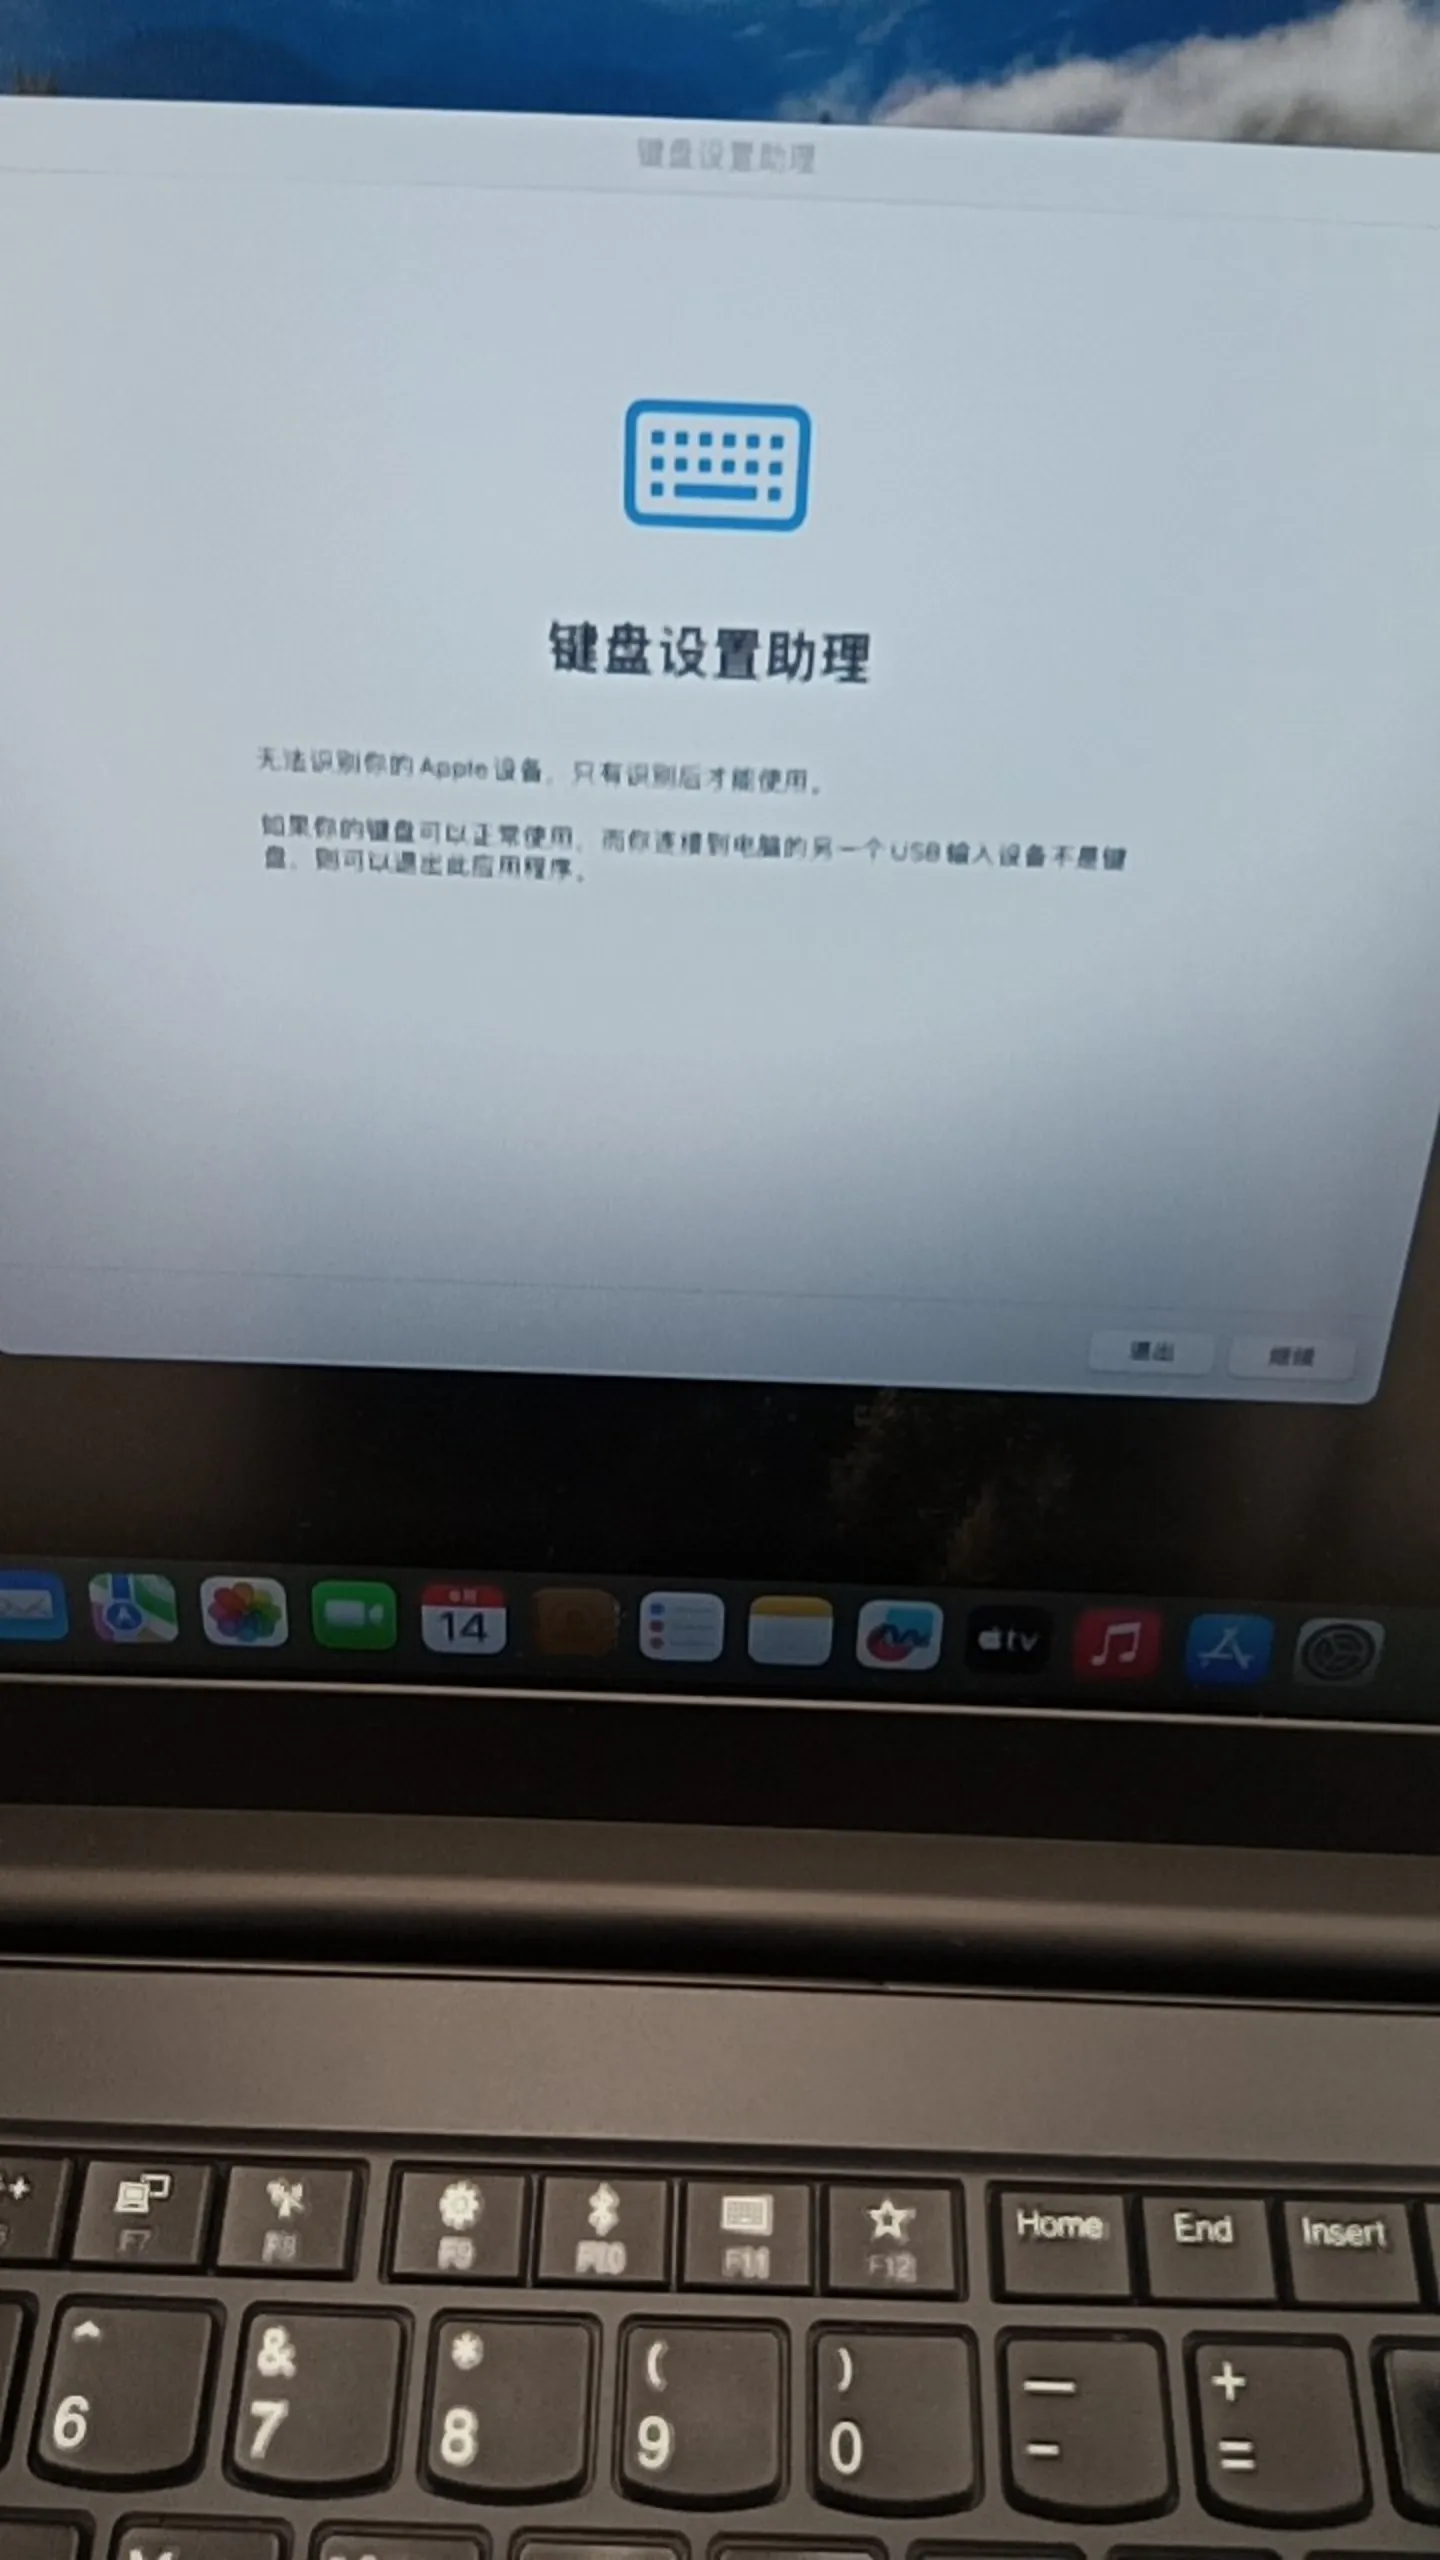 键盘设置助理
键盘设置助理
无法识别你的 Apple 设备，只有识别后才能使用。
如果你的键盘可以正常使用，而你连接到电脑的另一个 USB 输入设备不是键
盘，则可以退出此应用程序。
退出 继续
6月
14
tv
F7 F8 F9 F10 F11 F12 Home End Insert
^ & * ( ) — +
6 7 8 9 0 - =